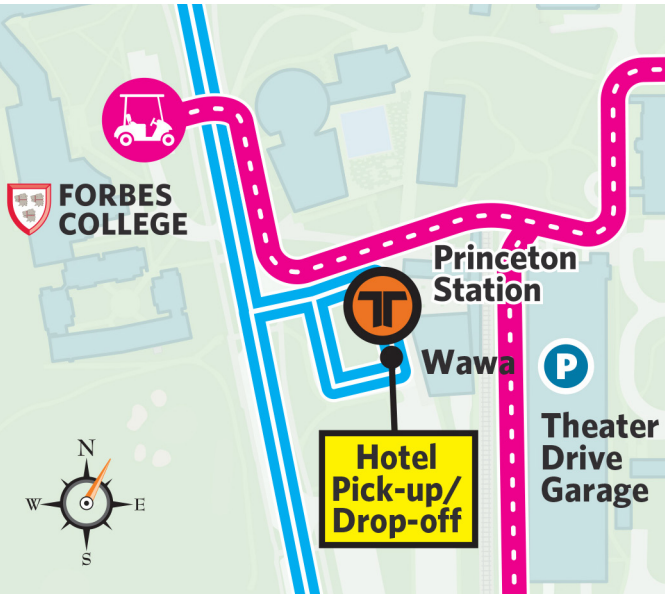 FORBES
COLLEGE
Princeton
Station
Wawa
P
Theater
Drive
Garage
Hotel
Pick-up/
Drop-off
N
W
E
S